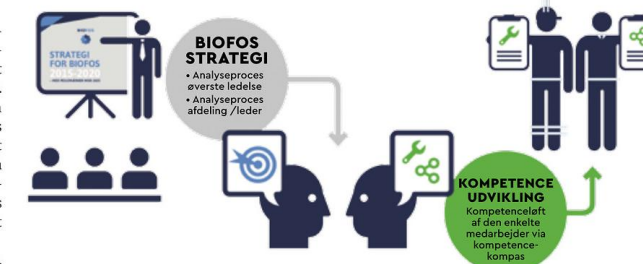 BIOFOS
STRATEGI
FOR BIOFOS
2015-2020
BIOFOS
STRATEGI
• Analyseproces
øverste ledelse
• Analyseproces
afdeling /leder
KOMPETENCE
UDVIKLING
Kompetenceløft
af den enkelte
medarbejder via
kompetence-
kompas